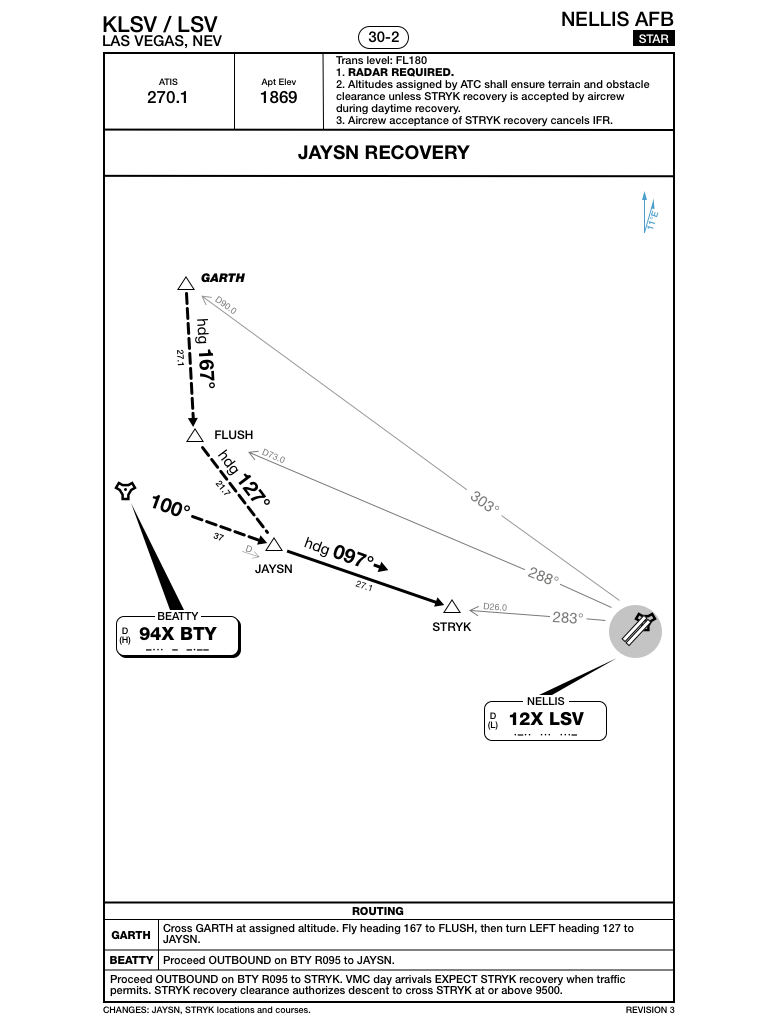 KLSV / LSV
LAS VEGAS, NEV
30-2
NELLIS AFB
STAR
ATIS
270.1
Apt Elev
1869
Trans level: FL180
1. RADAR REQUIRED.
2. Altitudes assigned by ATC shall ensure terrain and obstacle
clearance unless STRYK recovery is accepted by aircrew
during daytime recovery.
3. Aircrew acceptance of STRYK recovery cancels IFR.
JAYSN RECOVERY
11°E
GARTH
D90.0
hdg 167°
27.1
FLUSH
D73.0
hdg 127°
21.7
303°
100°
37
D
hdg 097°
27.1
JAYSN
288°
STRYK
D26.0
283°
BEATTY
D
(H)
94X BTY
NELLIS
D
(L)
12X LSV
ROUTING
GARTH
Cross GARTH at assigned altitude. Fly heading 167 to FLUSH, then turn LEFT heading 127 to
JAYSN.
BEATTY
Proceed OUTBOUND on BTY R095 to JAYSN.
Proceed OUTBOUND on BTY R095 to STRYK. VMC day arrivals EXPECT STRYK recovery when traffic
permits. STRYK recovery clearance authorizes descent to cross STRYK at or above 9500.
CHANGES: JAYSN, STRYK locations and courses.
REVISION 3